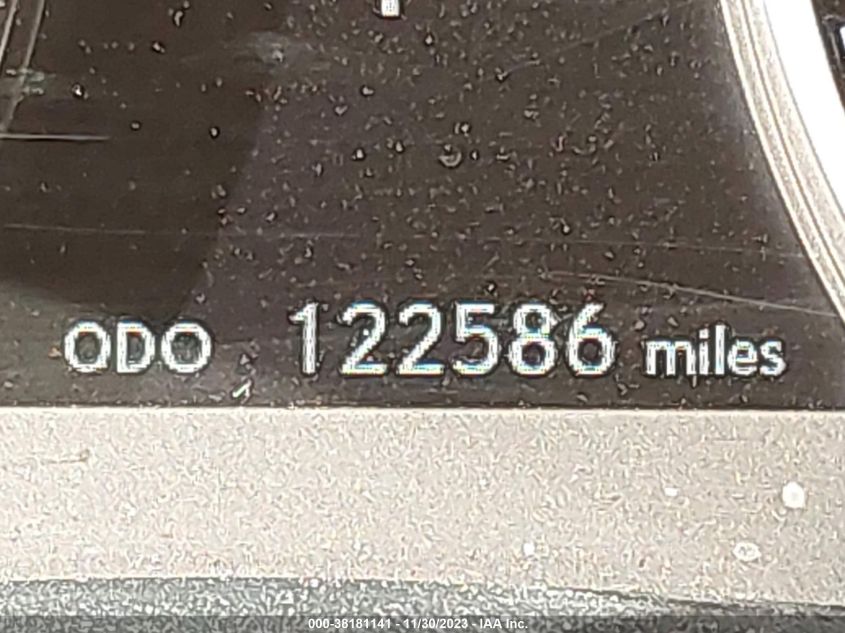 ODO 122586 miles
000-38181141 - 11/30/2023 - IAA Inc.